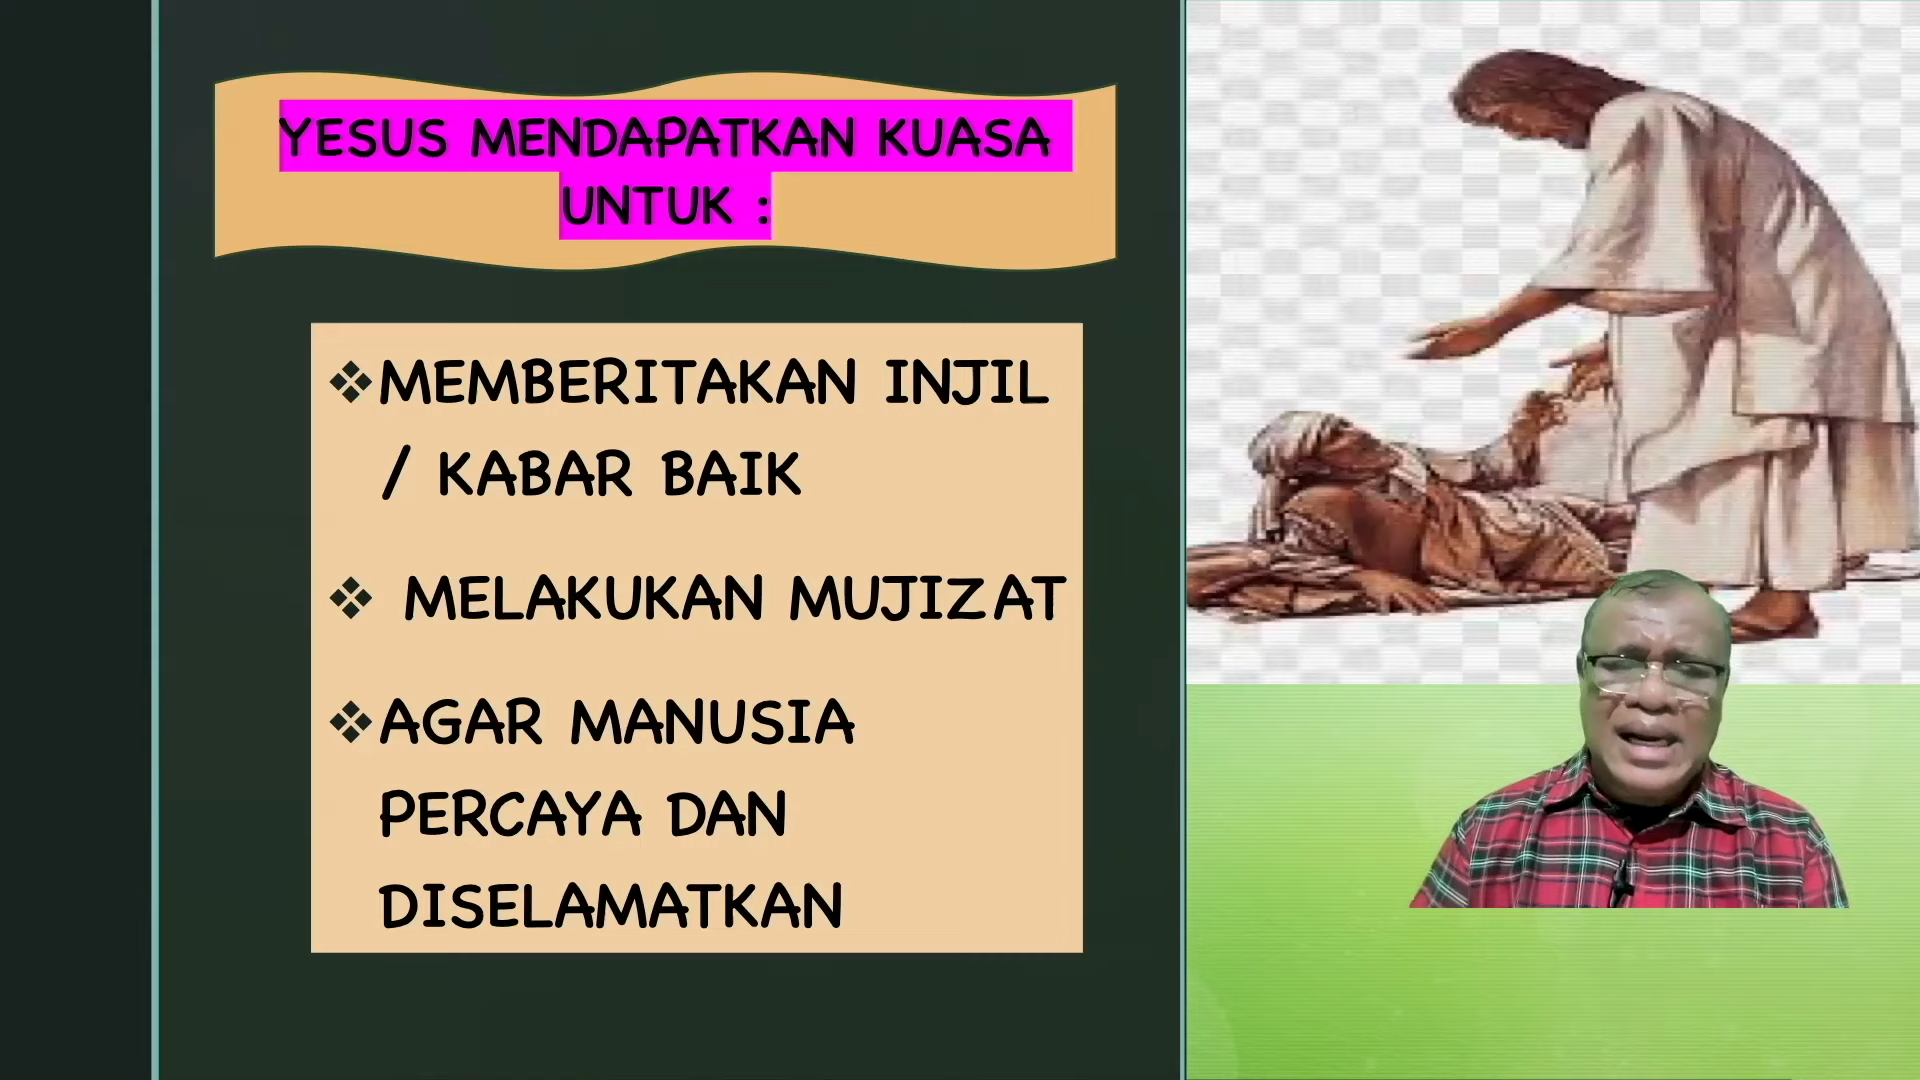 YESUS MENDAPATKAN KUASA
UNTUK :
❖MEMBERITAKAN INJIL
/ KABAR BAIK
❖ MELAKUKAN MUJIZAT
❖AGAR MANUSIA
PERCAYA DAN
DISELAMATKAN